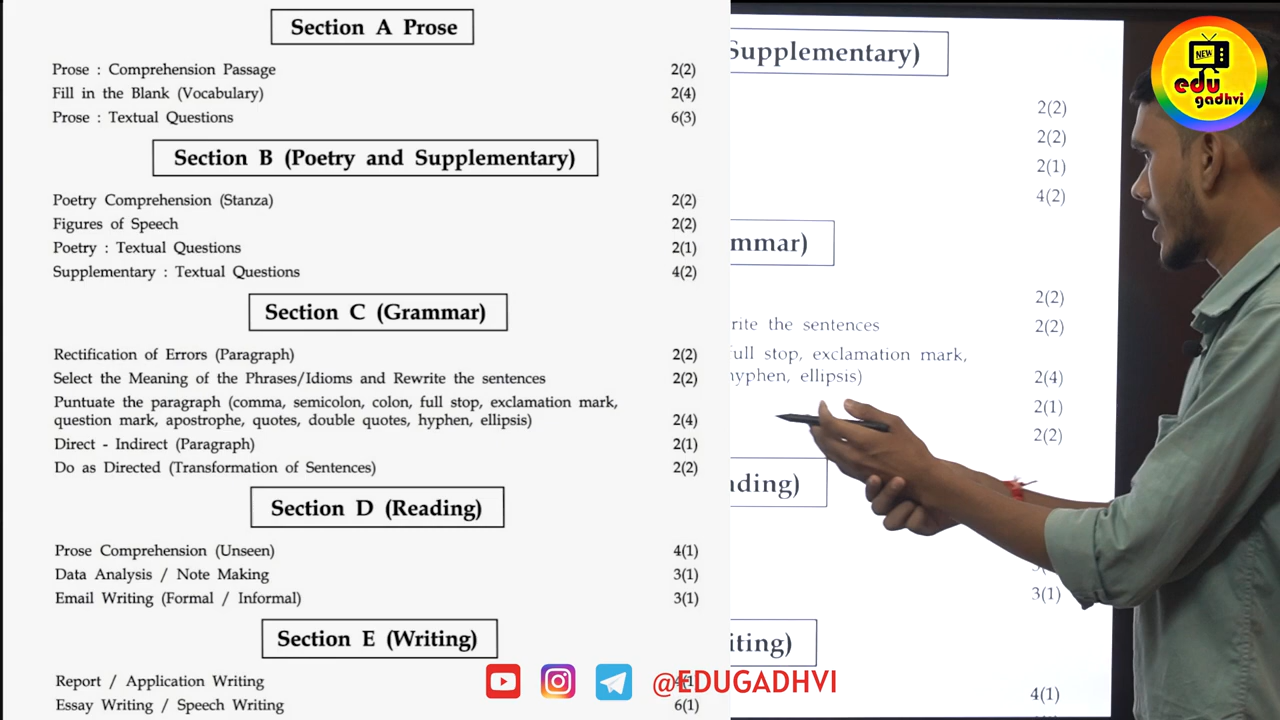 Section A Prose
Prose : Comprehension Passage 2(2)
Fill in the Blank (Vocabulary) 2(4)
Prose : Textual Questions 6(3)
Section B (Poetry and Supplementary)
Poetry Comprehension (Stanza) 2(2)
Figures of Speech 2(2)
Poetry : Textual Questions 2(1)
Supplementary : Textual Questions 4(2)
Section C (Grammar)
Rectification of Errors (Paragraph) 2(2)
Select the Meaning of the Phrases/Idioms and Rewrite the sentences 2(2)
Puntuate the paragraph (comma, semicolon, colon, full stop, exclamation mark,
question mark, apostrophe, quotes, double quotes, hyphen, ellipsis) 2(4)
Direct - Indirect (Paragraph) 2(1)
Do as Directed (Transformation of Sentences) 2(2)
Section D (Reading)
Prose Comprehension (Unseen) 4(1)
Data Analysis / Note Making 3(1)
Email Writing (Formal / Informal) 3(1)
Section E (Writing)
Report / Application Writing
Essay Writing / Speech Writing 6(1)
Supplementary)
2(2)
2(2)
2(1)
4(2)
mmar)
2(2)
rite the sentences 2(2)
full stop, exclamation mark,
hyphen, ellipsis) 2(4)
2(1)
2(2)
ding)
3(1)
iting)
4(1)
NEW
edu
gadhvi
@EDUGADHVI